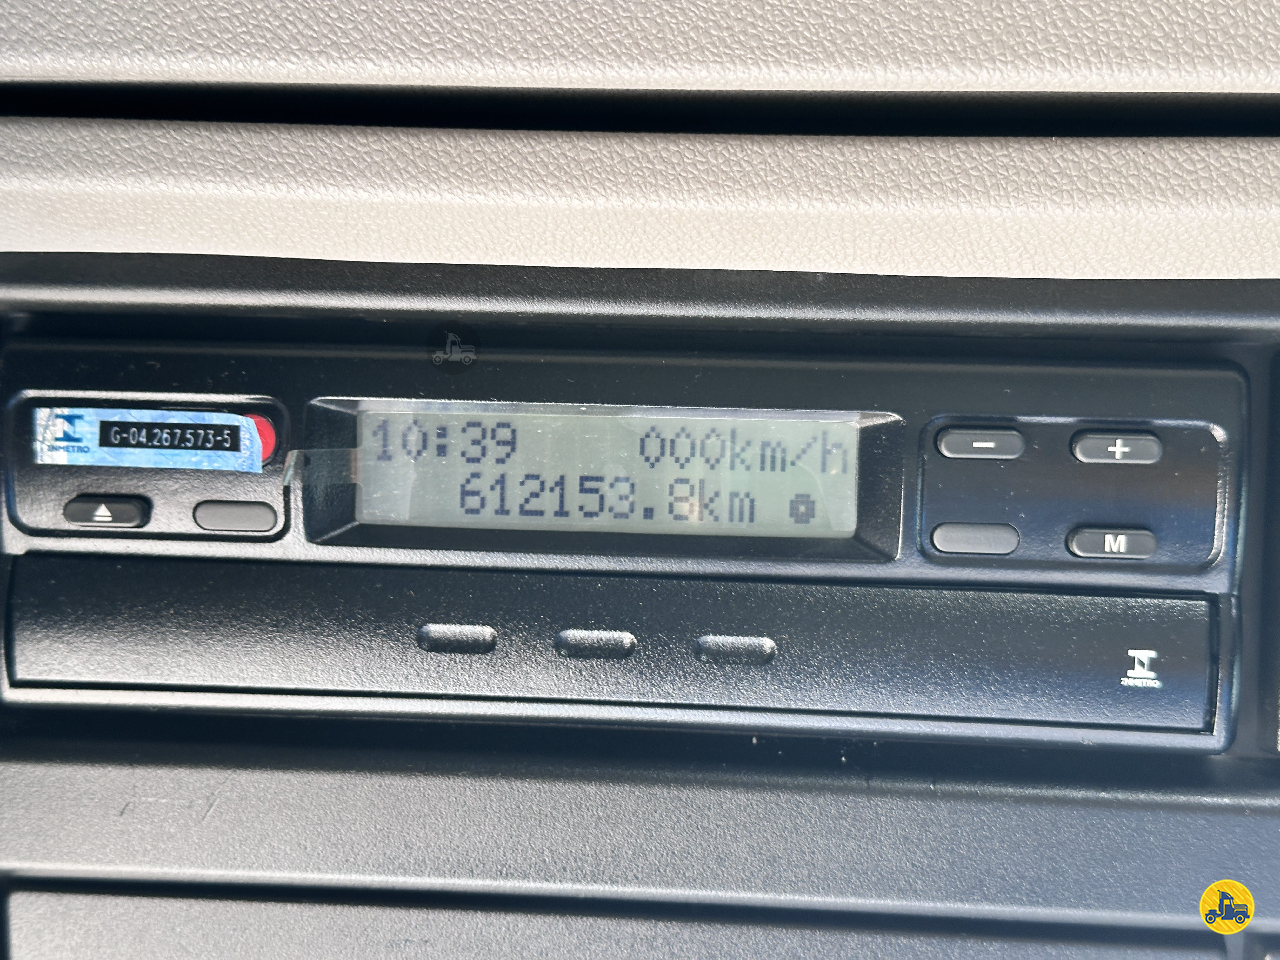 INMETRO
G-04.267.573-5
10:39 000km/h
612153.8km
− +
M
INMETRO